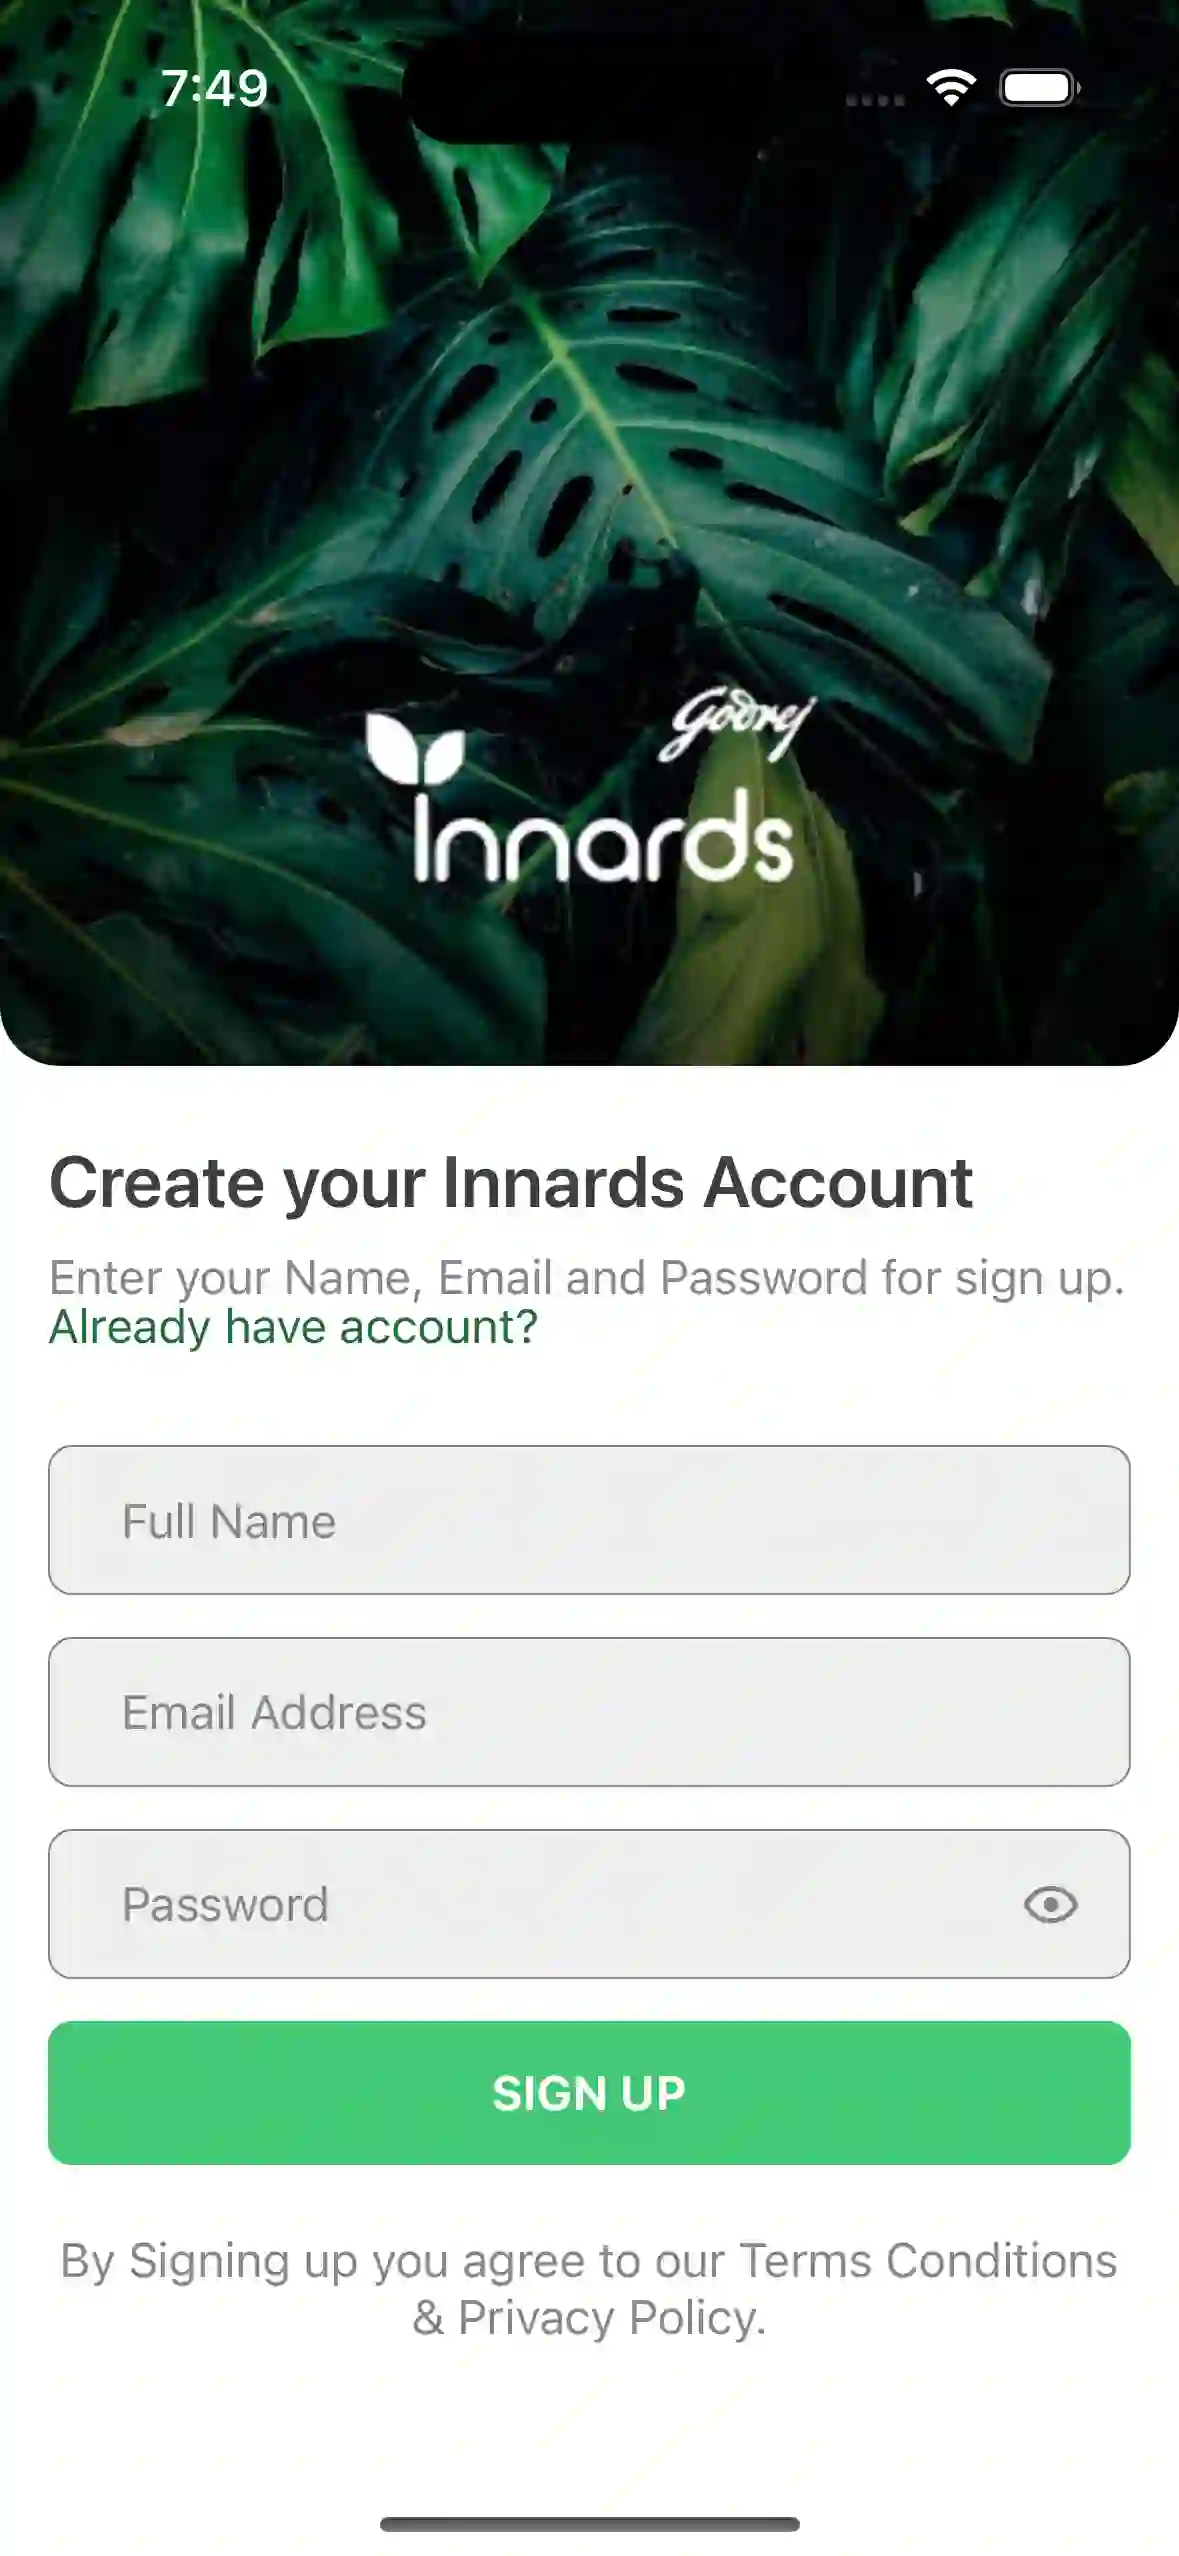 7:49
Godrej
Innards
Create your Innards Account
Enter your Name, Email and Password for sign up.
Already have account?
Full Name
Email Address
Password
SIGN UP
By Signing up you agree to our Terms Conditions
& Privacy Policy.